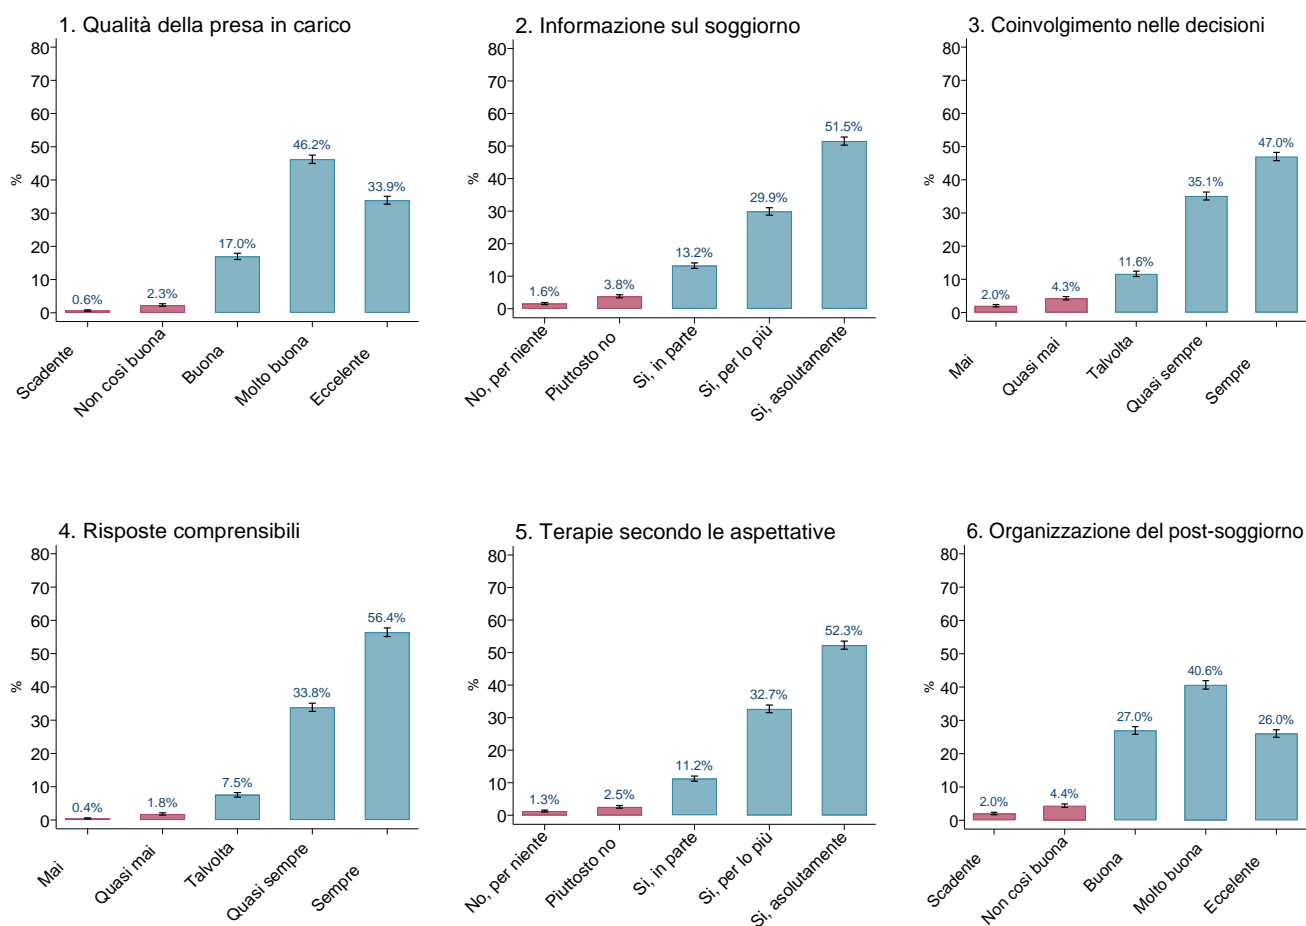 1. Qualità della presa in carico
80
70
60
50
40
30
20
10
0
%
0.6%
2.3%
17.0%
46.2%
33.9%
Scadente
Non cosi buona
Buona
Molto buona
Eccelente
2. Informazione sul soggiorno
80
70
60
50
40
30
20
10
0
%
1.6%
3.8%
13.2%
29.9%
51.5%
No, per niente
Piuttosto no
Si, in parte
Si, per lo più
Si, asolutamente
3. Coinvolgimento nelle decisioni
80
70
60
50
40
30
20
10
0
%
2.0%
4.3%
11.6%
35.1%
47.0%
Mai
Quasi mai
Talvolta
Quasi sempre
Sempre
4. Risposte comprensibili
80
70
60
50
40
30
20
10
0
%
0.4%
1.8%
7.5%
33.8%
56.4%
Mai
Quasi mai
Talvolta
Quasi sempre
Sempre
5. Terapie secondo le aspettative
80
70
60
50
40
30
20
10
0
%
1.3%
2.5%
11.2%
32.7%
52.3%
No, per niente
Piuttosto no
Si, in parte
Si, per lo più
Si, asolutamente
6. Organizzazione del post-soggiorno
80
70
60
50
40
30
20
10
0
%
2.0%
4.4%
27.0%
40.6%
26.0%
Scadente
Non cosi buona
Buona
Molto buona
Eccelente